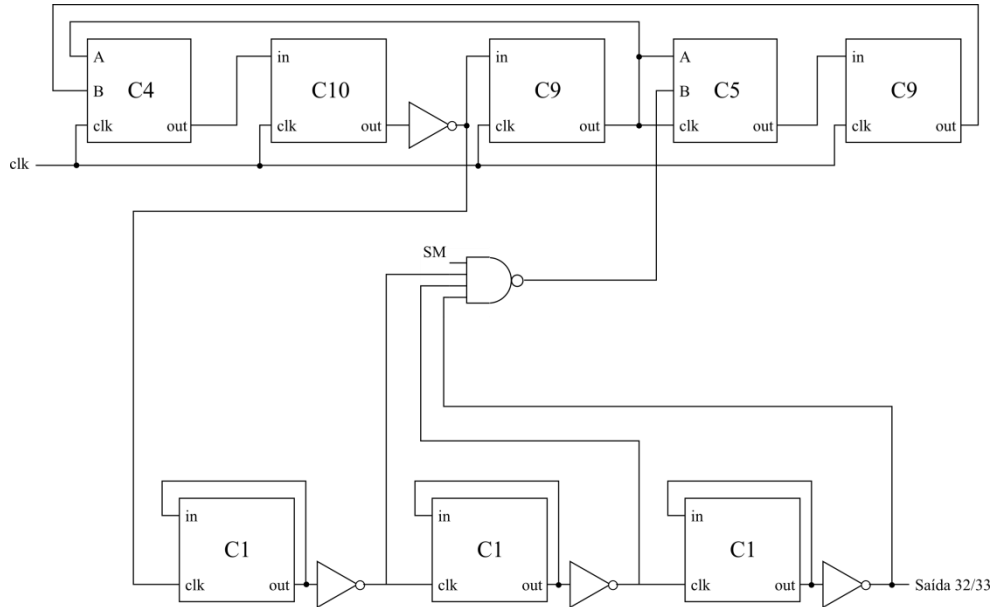 A
B
clk
C4
out
in
C10
clk
out
in
C9
clk
out
A
B
C5
clk
out
in
C9
clk
out
clk
SM
in
C1
clk
out
in
C1
clk
out
in
C1
clk
out
Saída 32/33